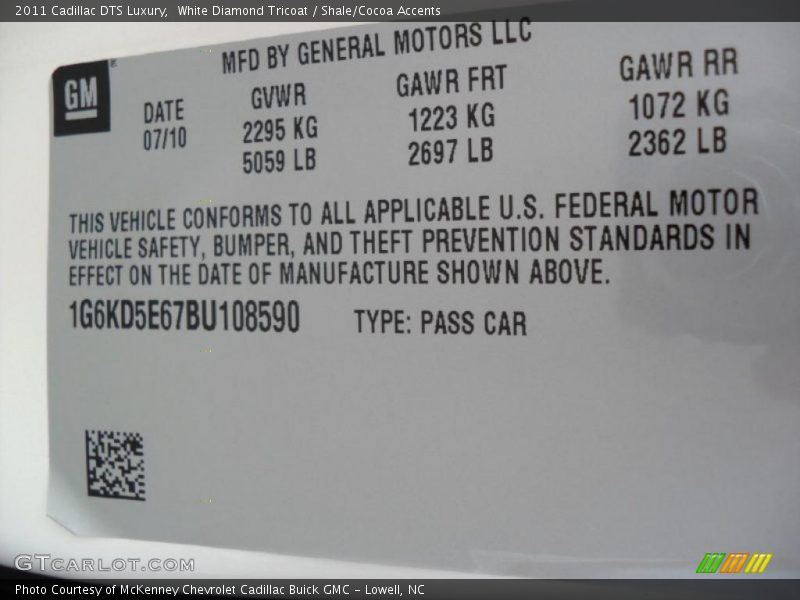 2011 Cadillac DTS Luxury,  White Diamond Tricoat / Shale/Cocoa Accents
MFD BY GENERAL MOTORS LLC
GM
DATE
07/10
GVWR
2295 KG
5059 LB
GAWR FRT
1223 KG
2697 LB
GAWR RR
1072 KG
2362 LB
THIS VEHICLE CONFORMS TO ALL APPLICABLE U.S. FEDERAL MOTOR
VEHICLE SAFETY, BUMPER, AND THEFT PREVENTION STANDARDS IN
EFFECT ON THE DATE OF MANUFACTURE SHOWN ABOVE.
1G6KD5E67BU108590 TYPE: PASS CAR
GTCARLOT.COM
Photo Courtesy of McKenney Chevrolet Cadillac Buick GMC - Lowell, NC